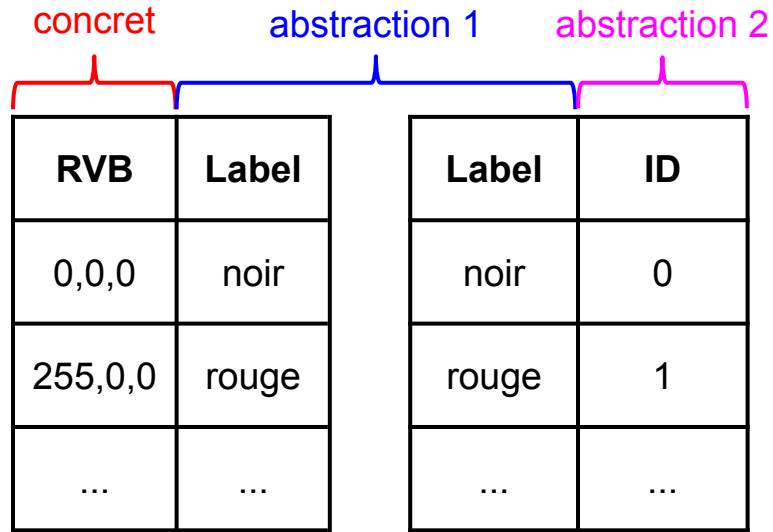 concret abstraction 1 abstraction 2
RVB Label Label ID
0,0,0 noir noir 0
255,0,0 rouge rouge 1
... ... ... ...